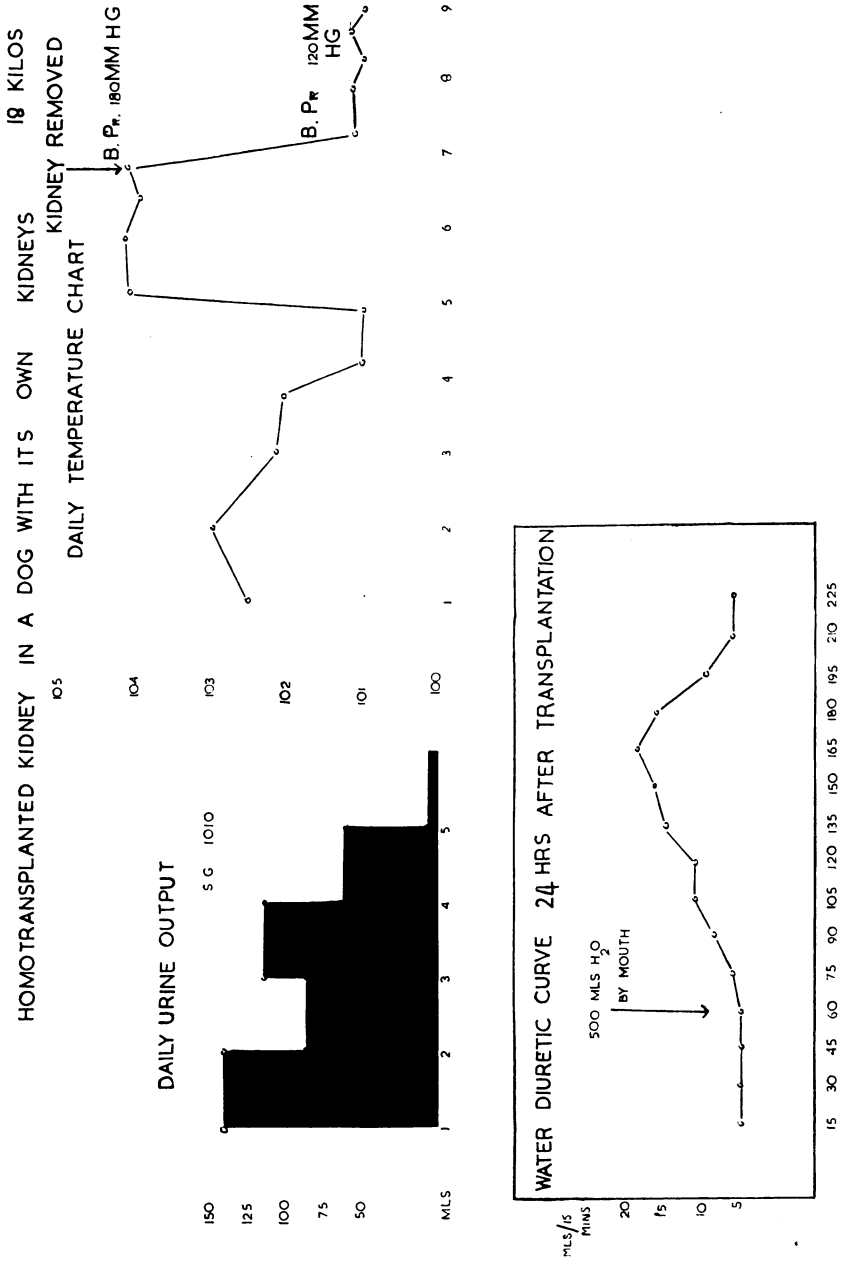 HOMOTRANSPLANTED KIDNEY IN A DOG WITH ITS OWN KIDNEYS 18 KILOS
DAILY URINE OUTPUT
S G 1010
150
125
100
75
50
MLS
1 2 3 4 5
DAILY TEMPERATURE CHART
KIDNEY REMOVED
B. PR. 180MM HG
B. PR 120MM
HG
105
104
103
102
101
100
1 2 3 4 5 6 7 8 9
WATER DIURETIC CURVE 24 HRS AFTER TRANSPLANTATION
500 MLS H2O
BY MOUTH
MLS/15
MINS
20
15
10
5
15 30 45 60 75 90 105 120 135 150 165 180 195 210 225